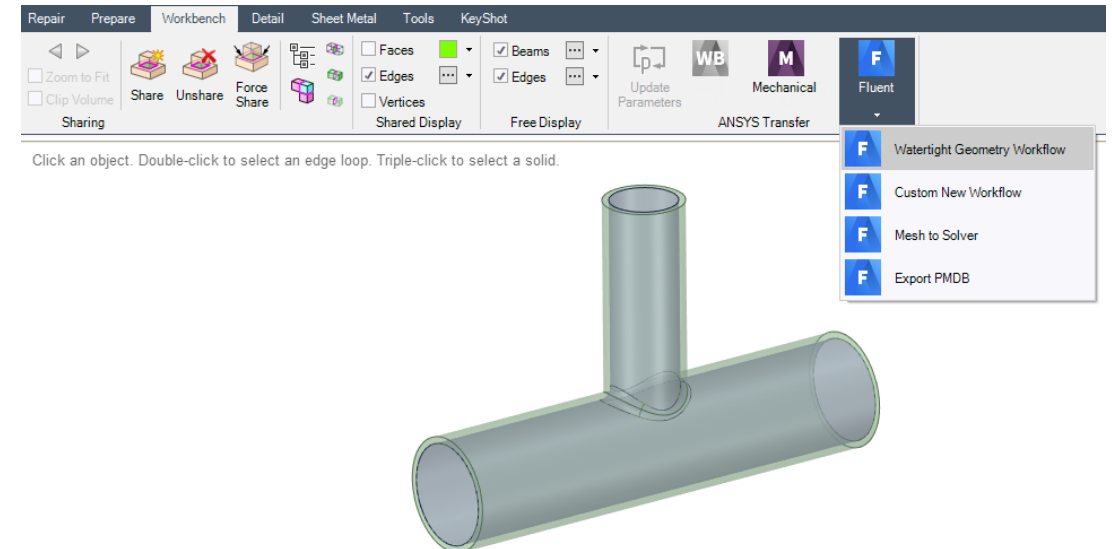 Repair Prepare Workbench Detail Sheet Metal Tools KeyShot
Zoom to Fit
Clip Volume
Share
Unshare
Force
Share
Sharing
Faces
Edges
Vertices
Shared Display
Beams
Edges
Free Display
Update
Parameters
WB
M
Mechanical
ANSYS Transfer
F
Fluent
F Watertight Geometry Workflow
F Custom New Workflow
F Mesh to Solver
F Export PMDB
Click an object. Double-click to select an edge loop. Triple-click to select a solid.